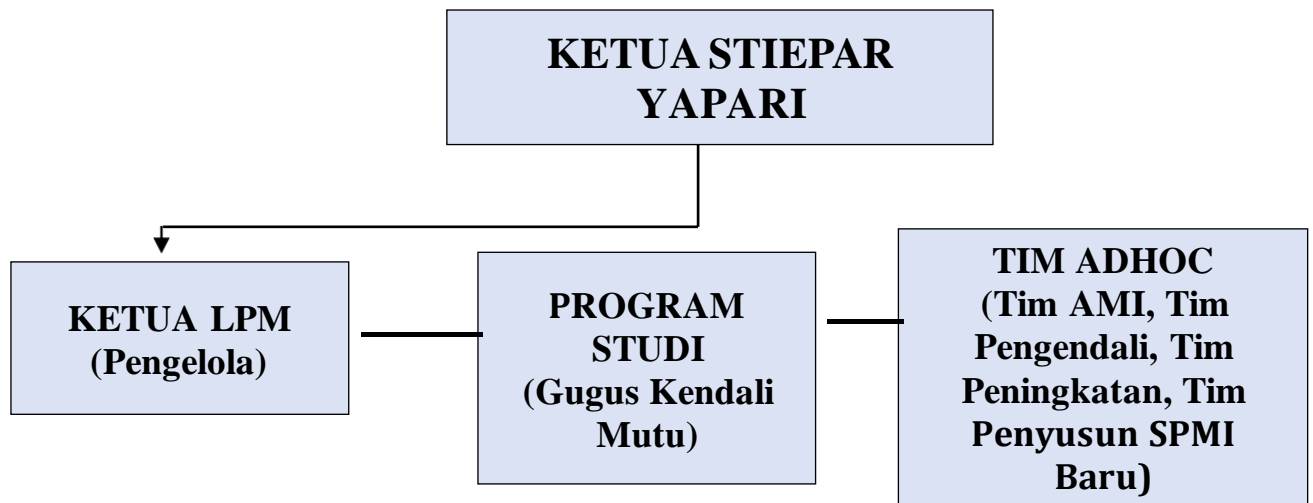 KETUA STIEPAR
YAPARI
KETUA LPM
(Pengelola)
PROGRAM
STUDI
(Gugus Kendali
Mutu)
TIM ADHOC
(Tim AMI, Tim
Pengendali, Tim
Peningkatan, Tim
Penyusun SPMI
Baru)